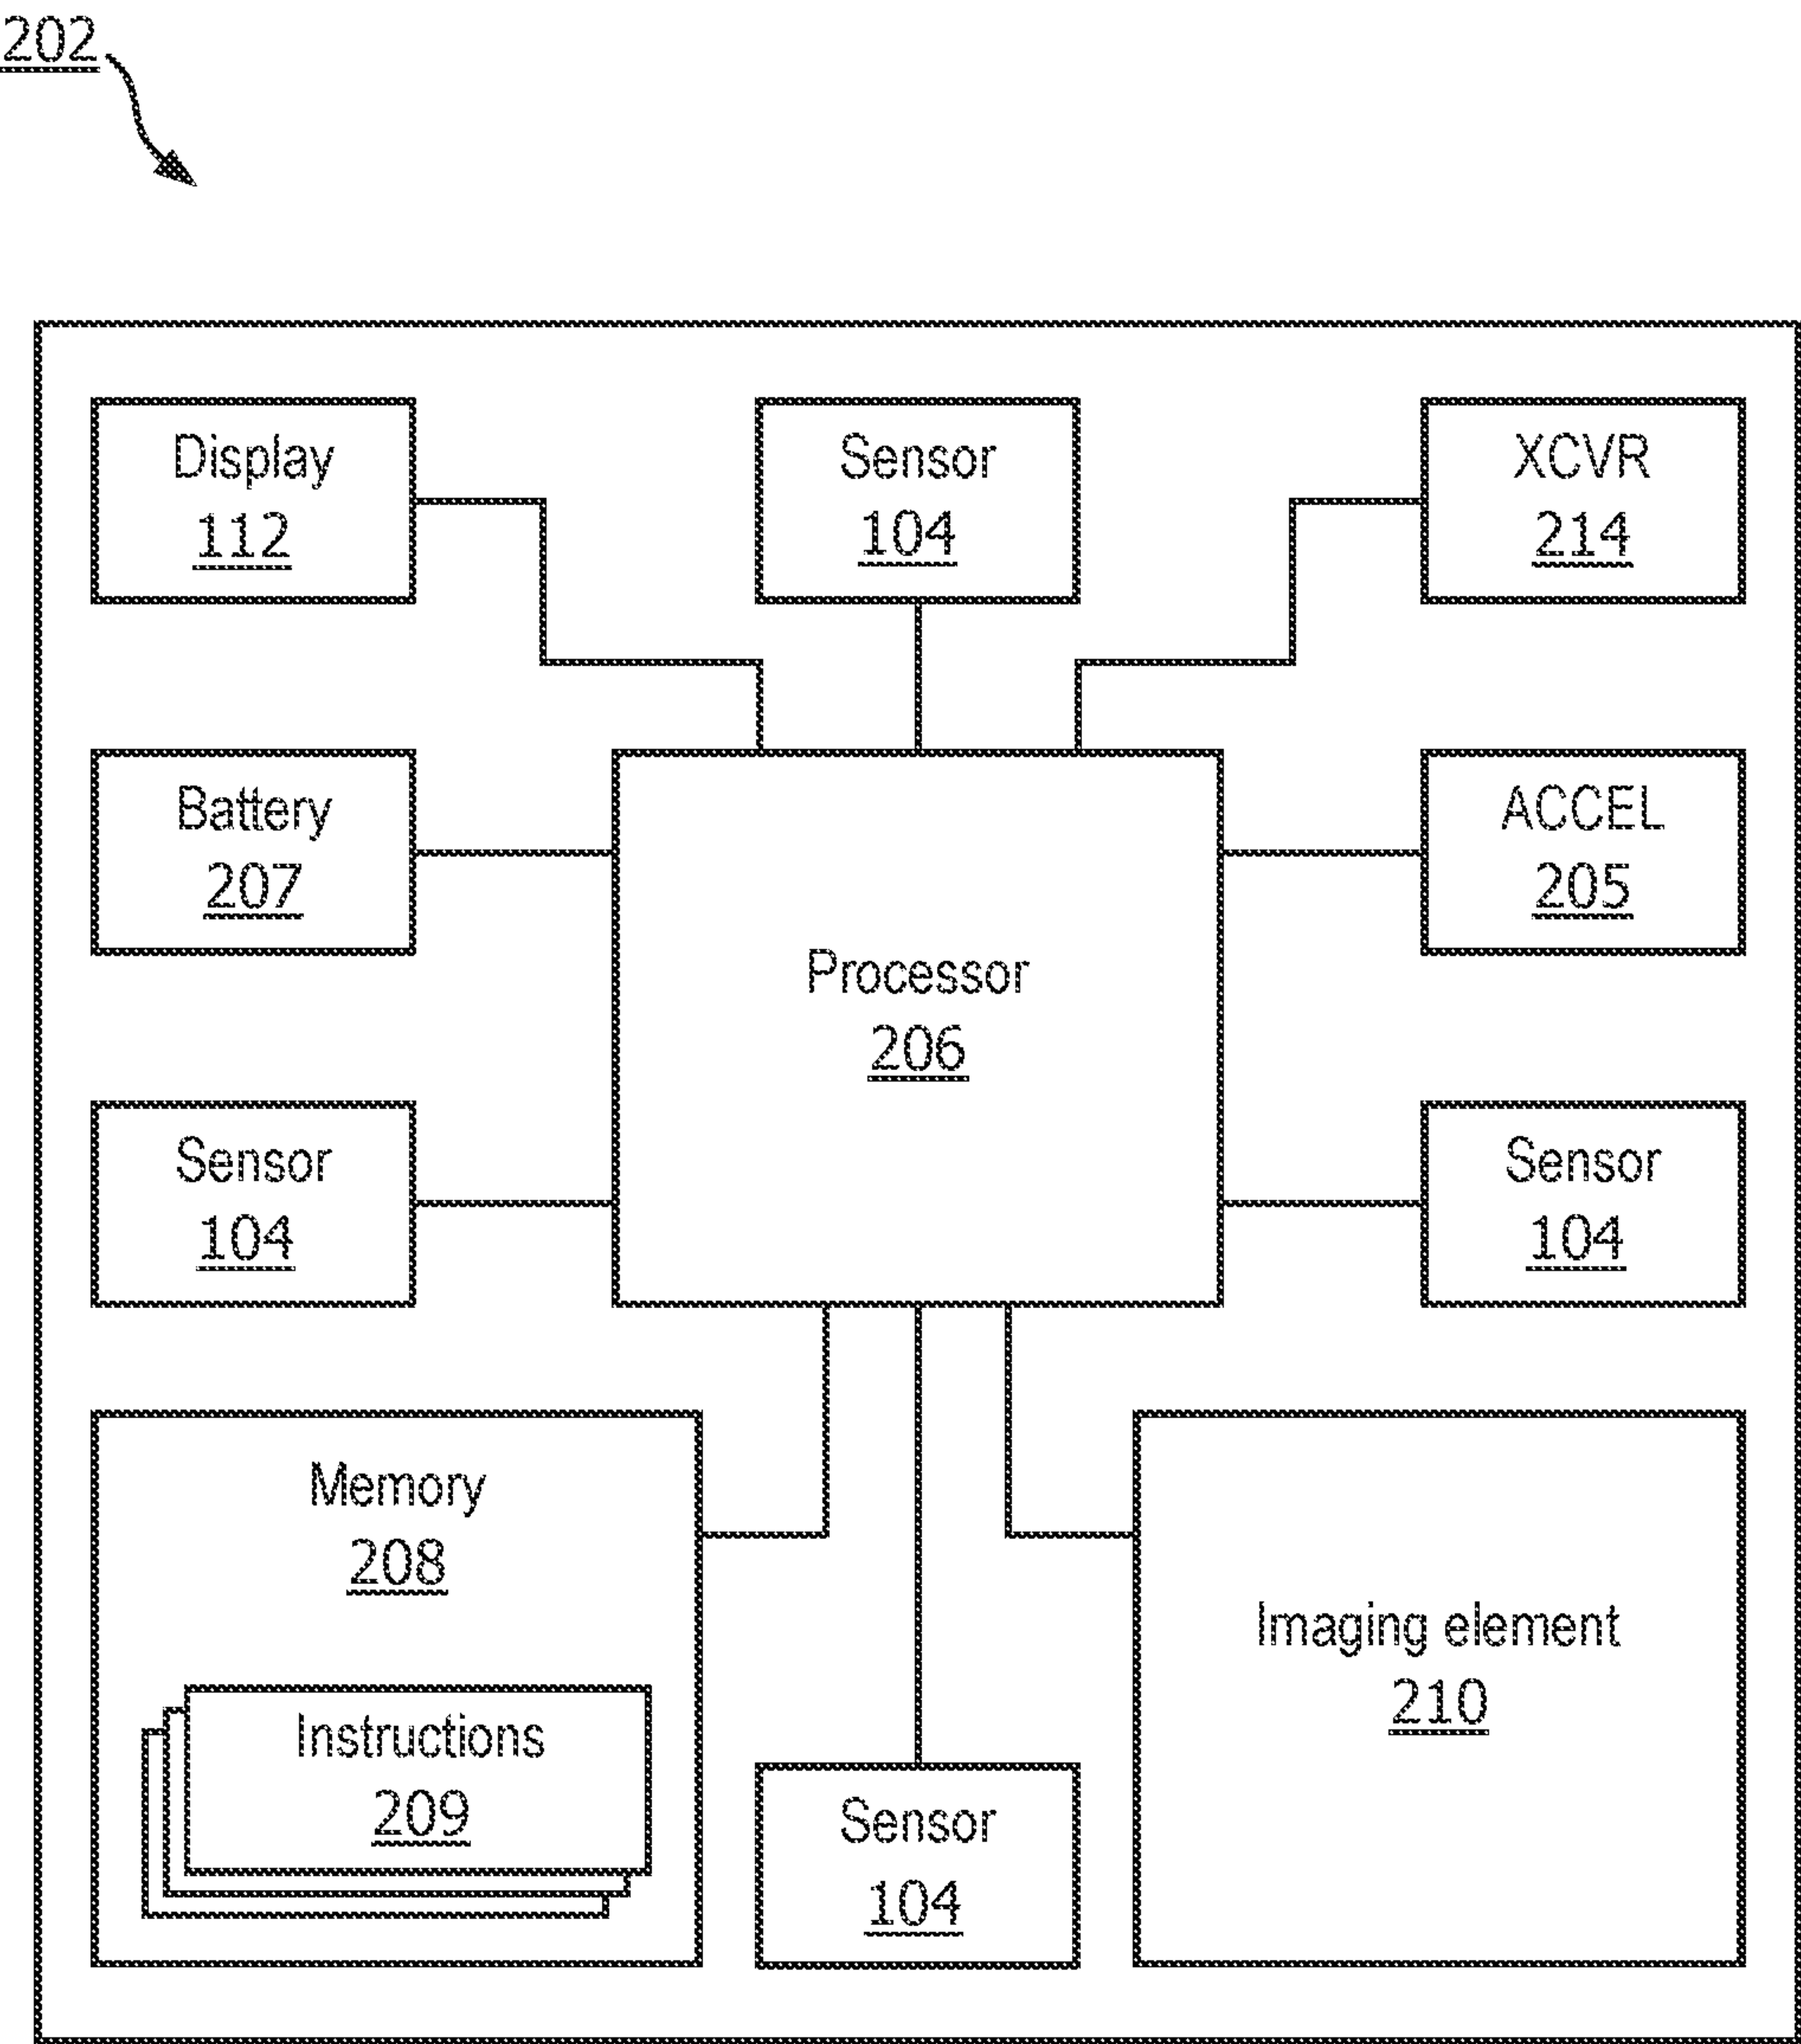 202
Display
112
Sensor
104
XCVR
214
Battery
207
Processor
206
ACCEL
205
Sensor
104
Sensor
104
Memory
208
Instructions
209
Sensor
104
Imaging element
210